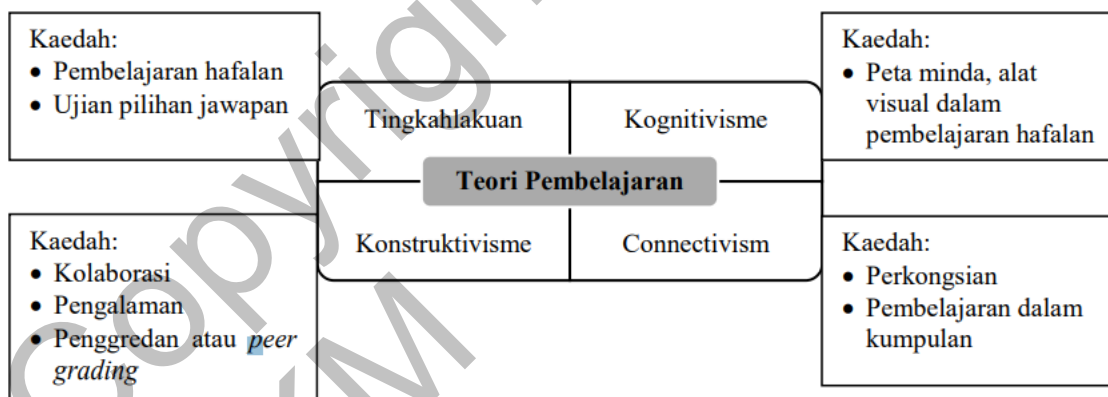 Kaedah:
• Pembelajaran hafalan
• Ujian pilihan jawapan
Tingkahlakuan
Kognitivisme
Kaedah:
• Peta minda, alat
visual dalam
pembelajaran hafalan
Teori Pembelajaran
Kaedah:
• Kolaborasi
• Pengalaman
• Penggredan atau peer
grading
Konstruktivisme
Connectivism
Kaedah:
• Perkongsian
• Pembelajaran dalam
kumpulan
Copyrigh